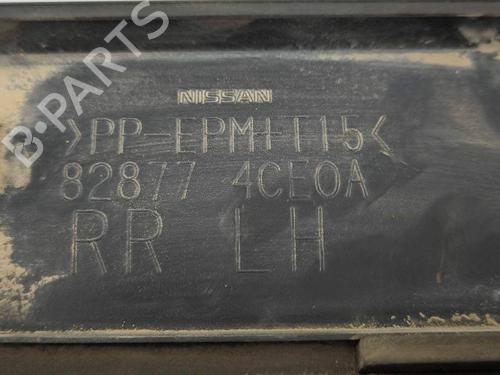 NISSAN
>PP-EPM+T15<
82877 4CE0A
RR LH
B-PARTS